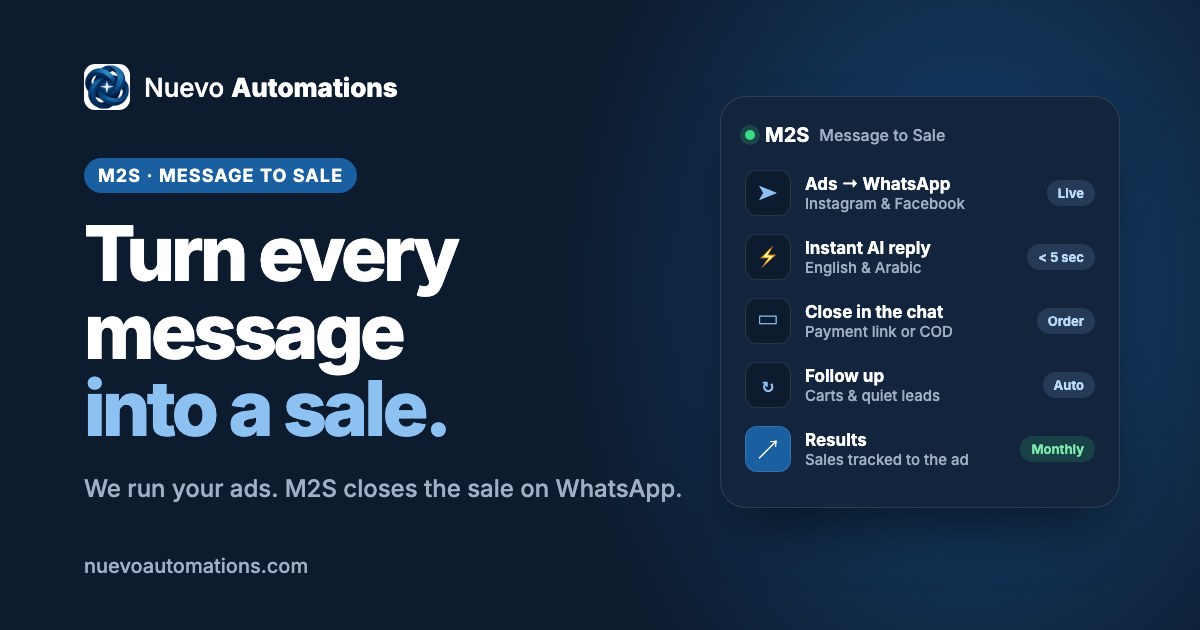 Nuevo Automations
M2S · MESSAGE TO SALE
Turn every
message
into a sale.
We run your ads. M2S closes the sale on WhatsApp.
nuevoautomations.com
M2S Message to Sale
Ads → WhatsApp
Instagram & Facebook
Live
Instant AI reply
English & Arabic
< 5 sec
Close in the chat
Payment link or COD
Order
Follow up
Carts & quiet leads
Auto
Results
Sales tracked to the ad
Monthly